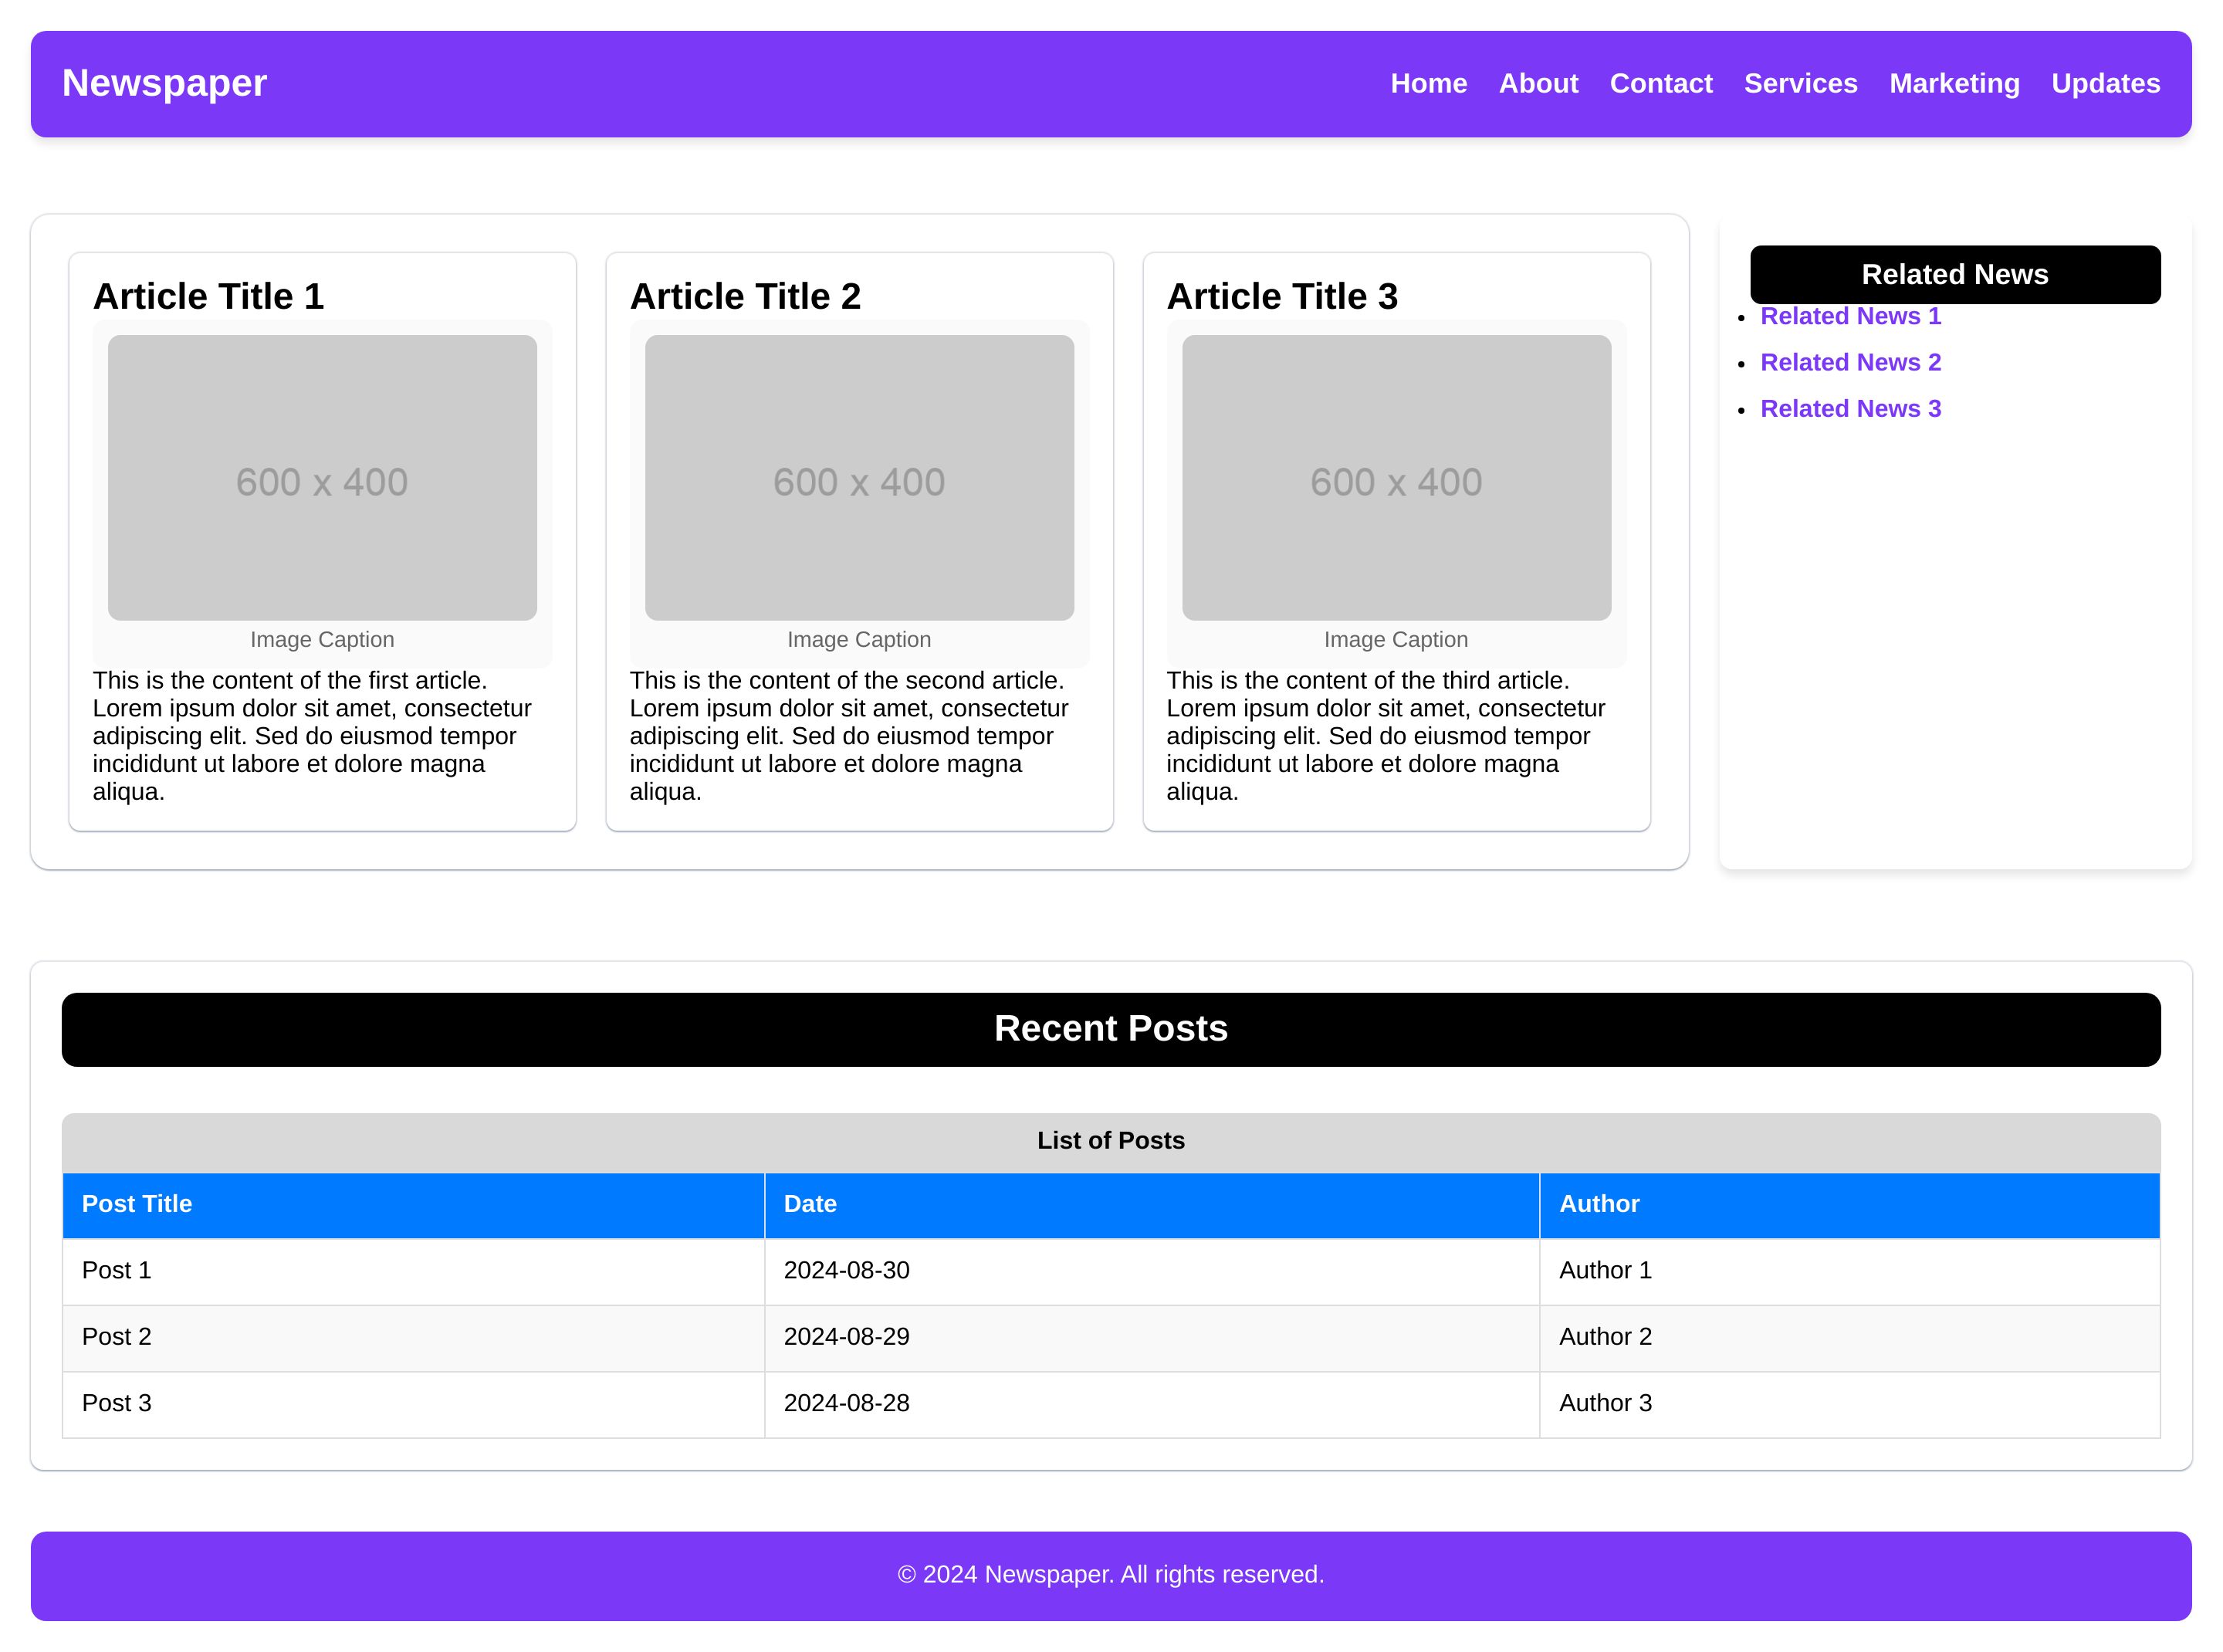 Newspaper
Home About Contact Services Marketing Updates
Article Title 1
600 x 400
Image Caption
This is the content of the first article.
Lorem ipsum dolor sit amet, consectetur
adipiscing elit. Sed do eiusmod tempor
incididunt ut labore et dolore magna
aliqua.
Article Title 2
600 x 400
Image Caption
This is the content of the second article.
Lorem ipsum dolor sit amet, consectetur
adipiscing elit. Sed do eiusmod tempor
incididunt ut labore et dolore magna
aliqua.
Article Title 3
600 x 400
Image Caption
This is the content of the third article.
Lorem ipsum dolor sit amet, consectetur
adipiscing elit. Sed do eiusmod tempor
incididunt ut labore et dolore magna
aliqua.
Related News
• Related News 1
• Related News 2
• Related News 3
Recent Posts
List of Posts
Post Title Date Author
Post 1 2024-08-30 Author 1
Post 2 2024-08-29 Author 2
Post 3 2024-08-28 Author 3
© 2024 Newspaper. All rights reserved.